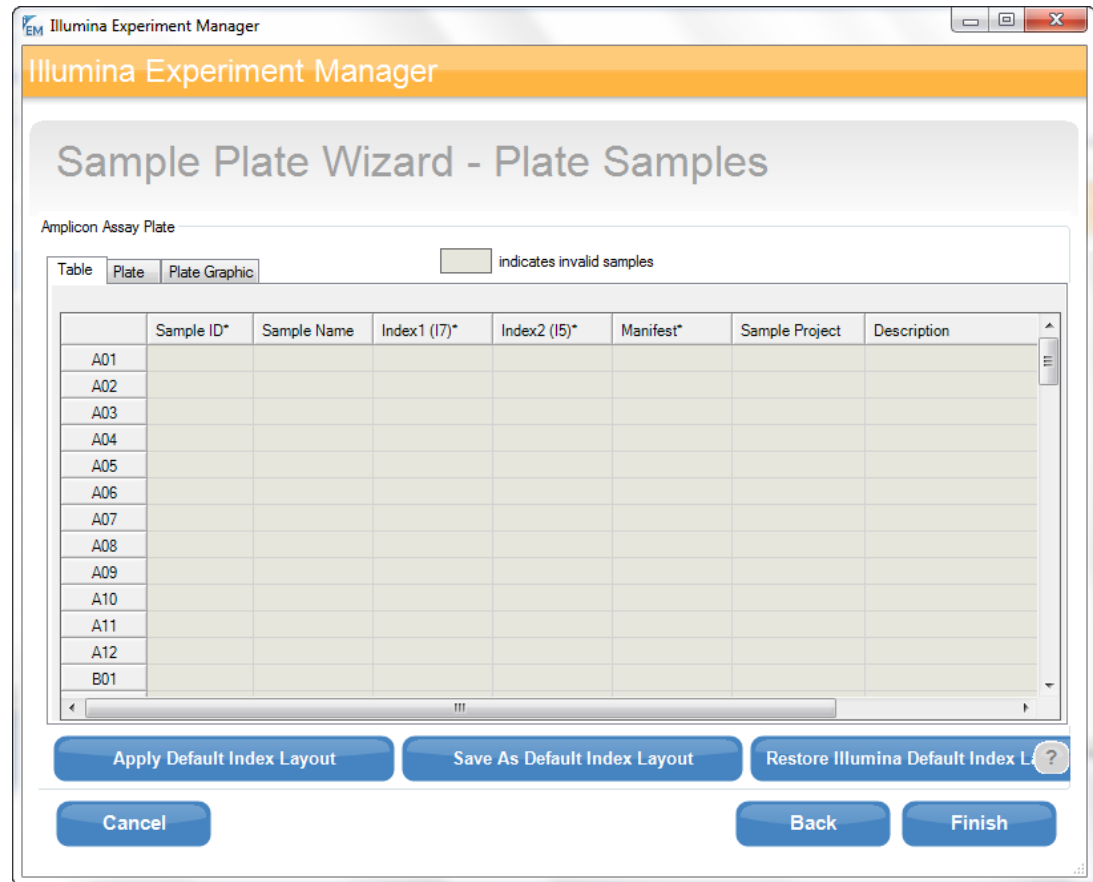 EM Illumina Experiment Manager
Illumina Experiment Manager
Sample Plate Wizard - Plate Samples
Amplicon Assay Plate
Table Plate Plate Graphic indicates invalid samples
Sample ID* Sample Name Index1 (I7)* Index2 (I5)* Manifest* Sample Project Description
A01
A02
A03
A04
A05
A06
A07
A08
A09
A10
A11
A12
B01
Apply Default Index Layout Save As Default Index Layout Restore Illumina Default Index ?
Cancel Back Finish